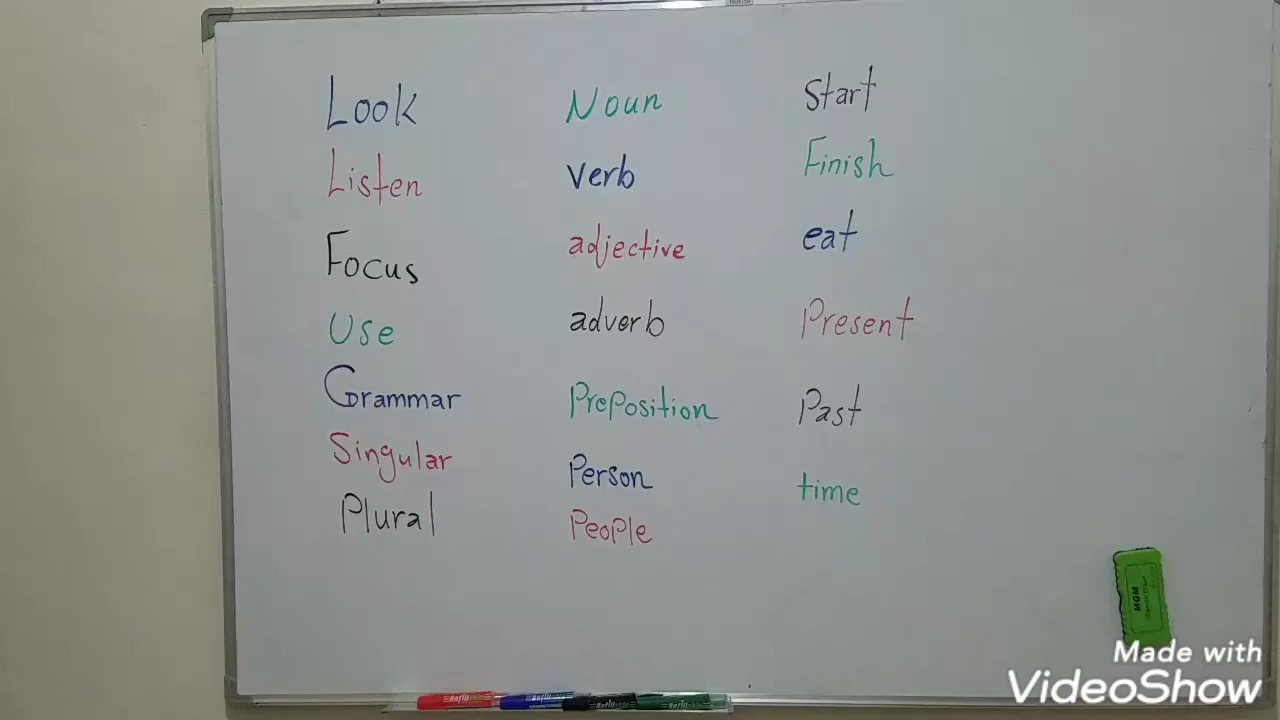 Look
Listen
Focus
Use
Grammar
Singular
Plural
Noun
verb
adjective
adverb
Preposition
Person
People
Start
Finish
eat
Present
Past
time
MGM
Made with
VideoShow